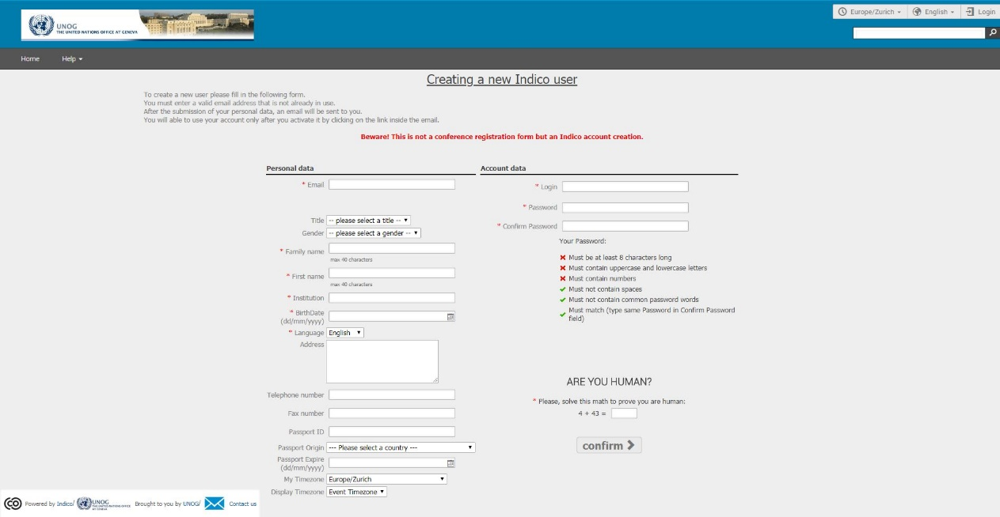 UNOG
THE UNITED NATIONS OFFICE AT GENEVA
Europe/Zurich
English
Login
Home
Help
Creating a new Indico user
To create a new user please fill in the following form.
You must enter a valid email address that is not already in use.
After the submission of your personal data, an email will be sent to you.
You will able to use your account only after you activate it by clicking on the link inside the email.
Beware! This is not a conference registration form but an Indico account creation.
Personal data
* Email
Title -- please select a title --
Gender -- please select a gender --
* Family name
max 40 characters
* First name
max 40 characters
* Institution
* BirthDate
(dd/mm/yyyy)
* Language English
Address
Telephone number
Fax number
Passport ID
Passport Origin --- Please select a country ---
Passport Expire
(dd/mm/yyyy)
My Timezone Europe/Zurich
Display Timezone Event Timezone
Account data
* Login
* Password
* Confirm Password
Your Password:
Must be at least 8 characters long
Must contain uppercase and lowercase letters
Must contain numbers
Must not contain spaces
Must not contain common password words
Must match (type same Password in Confirm Password
field)
ARE YOU HUMAN?
* Please, solve this math to prove you are human:
4 + 43 =
confirm
Powered by Indico/ UNOG THE UNITED NATIONS OFFICE AT GENEVA Brought to you by UNOG/ Contact us